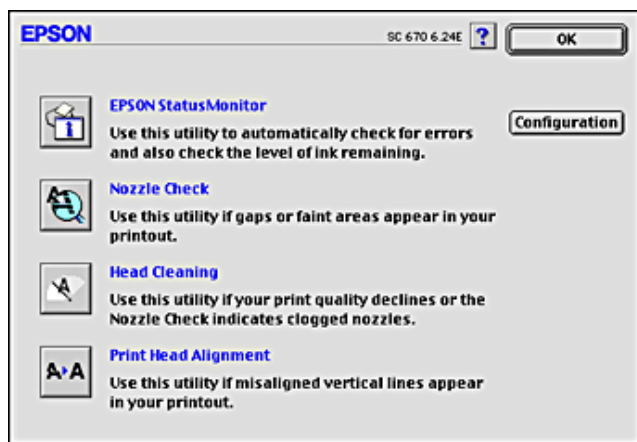 EPSON
SC 670 6.24E
?
OK
EPSON StatusMonitor
Use this utility to automatically check for errors
and also check the level of ink remaining.
Configuration
Nozzle Check
Use this utility if gaps or faint areas appear in your
printout.
Head Cleaning
Use this utility if your print quality declines or the
Nozzle Check indicates clogged nozzles.
Print Head Alignment
Use this utility if misaligned vertical lines appear
in your printout.